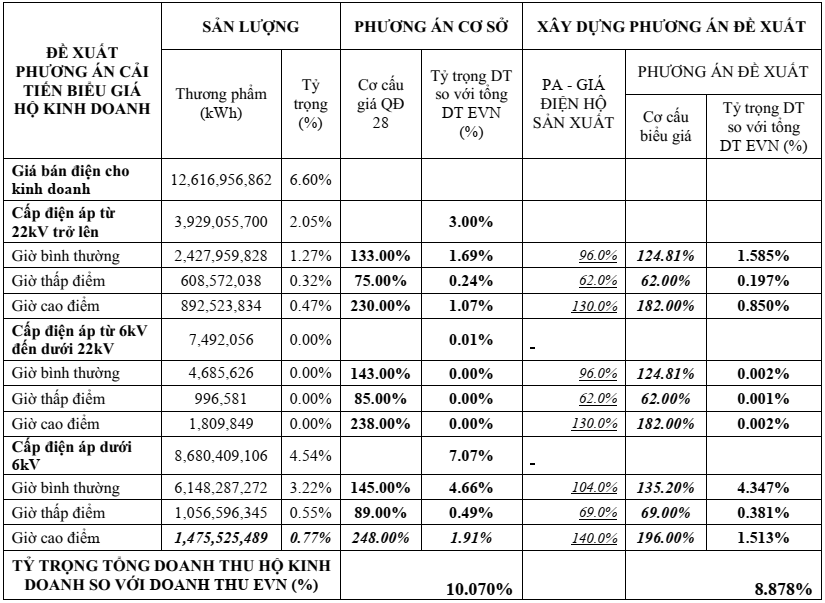 ĐỀ XUẤT
PHƯƠNG ÁN CẢI
TIẾN BIỂU GIÁ
HỘ KINH DOANH
SẢN LƯỢNG
PHƯƠNG ÁN CƠ SỞ
XÂY DỰNG PHƯƠNG ÁN ĐỀ XUẤT
Thương phẩm
(kWh)
Tỷ
trọng
(%)
Cơ cấu
giá QĐ
28
Tỷ trọng DT
so với tổng
DT EVN
(%)
PA - GIÁ
ĐIỆN HỘ
SẢN XUẤT
PHƯƠNG ÁN ĐỀ XUẤT
Cơ cấu
biểu giá
Tỷ trọng DT
so với tổng
DT EVN (%)
Giá bán điện cho
kinh doanh
12,616,956,862 6.60%
Cấp điện áp từ
22kV trở lên
3,929,055,700 2.05% 3.00%
Giờ bình thường 2,427,959,828 1.27% 133.00% 1.69% 96.0% 124.81% 1.585%
Giờ thấp điểm 608,572,038 0.32% 75.00% 0.24% 62.0% 62.00% 0.197%
Giờ cao điểm 892,523,834 0.47% 230.00% 1.07% 130.0% 182.00% 0.850%
Cấp điện áp từ 6kV
đến dưới 22kV
7,492,056 0.00% 0.01% -
Giờ bình thường 4,685,626 0.00% 143.00% 0.00% 96.0% 124.81% 0.002%
Giờ thấp điểm 996,581 0.00% 85.00% 0.00% 62.0% 62.00% 0.001%
Giờ cao điểm 1,809,849 0.00% 238.00% 0.00% 130.0% 182.00% 0.002%
Cấp điện áp dưới
6kV
8,680,409,106 4.54% 7.07% -
Giờ bình thường 6,148,287,272 3.22% 145.00% 4.66% 104.0% 135.20% 4.347%
Giờ thấp điểm 1,056,596,345 0.55% 89.00% 0.49% 69.0% 69.00% 0.381%
Giờ cao điểm 1,475,525,489 0.77% 248.00% 1.91% 140.0% 196.00% 1.513%
TỶ TRỌNG TỔNG DOANH THU HỘ KINH
DOANH SO VỚI DOANH THU EVN (%)
10.070% 8.878%